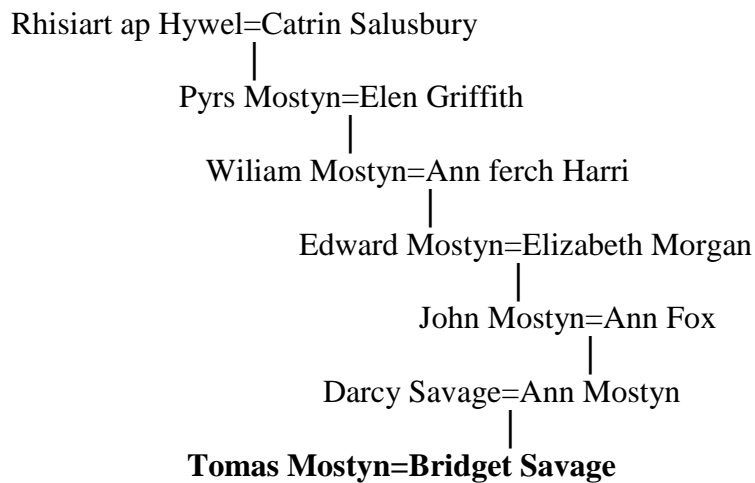 Rhisiart ap Hywel=Catrin Salusbury
Pyrs Mostyn=Elen Griffith
Wiliam Mostyn=Ann ferch Harri
Edward Mostyn=Elizabeth Morgan
John Mostyn=Ann Fox
Darcy Savage=Ann Mostyn
Tomas Mostyn=Bridget Savage